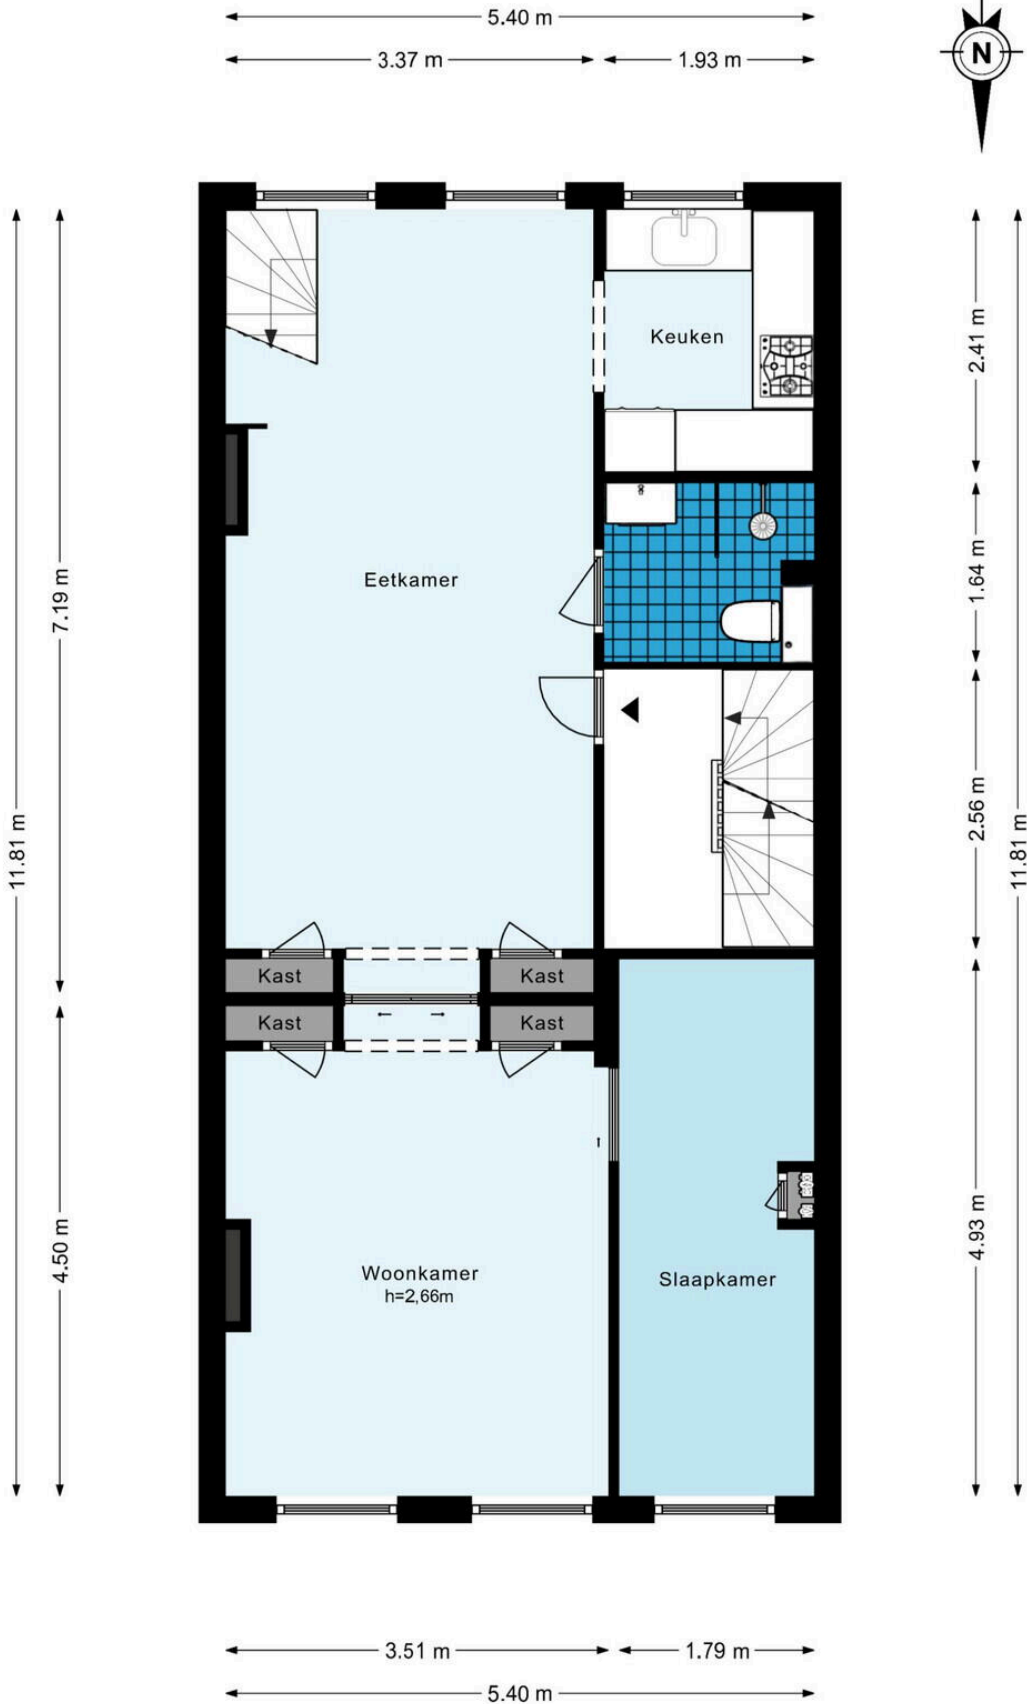 5.40 m
3.37 m
1.93 m
N
Keuken
2.41 m
Eetkamer
7.19 m
1.64 m
11.81 m
2.56 m
11.81 m
Kast
Kast
Kast
Kast
4.50 m
4.93 m
Woonkamer
h=2,66m
Slaapkamer
3.51 m
1.79 m
5.40 m